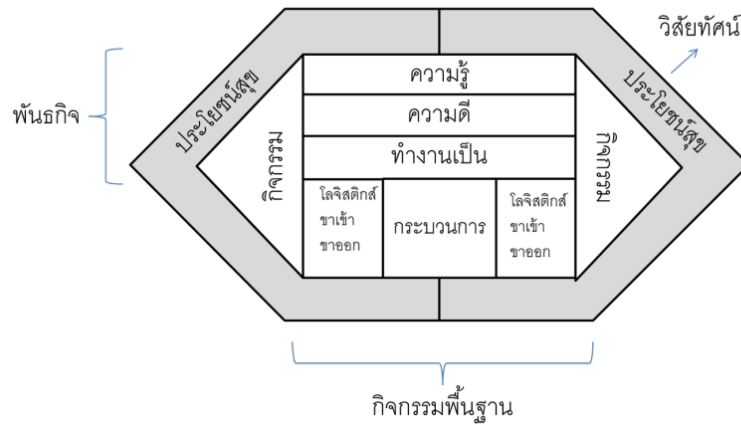 วิสัยทัศน์
พันธกิจ
ประโยชน์สุข
ประโยชน์สุข
กิจกรรม
กิจกรรม
ความรู้
ความดี
ทำงานเป็น
โลจิสติกส์
ขาเข้า
ขาออก
กระบวนการ
โลจิสติกส์
ขาเข้า
ขาออก
กิจกรรมพื้นฐาน